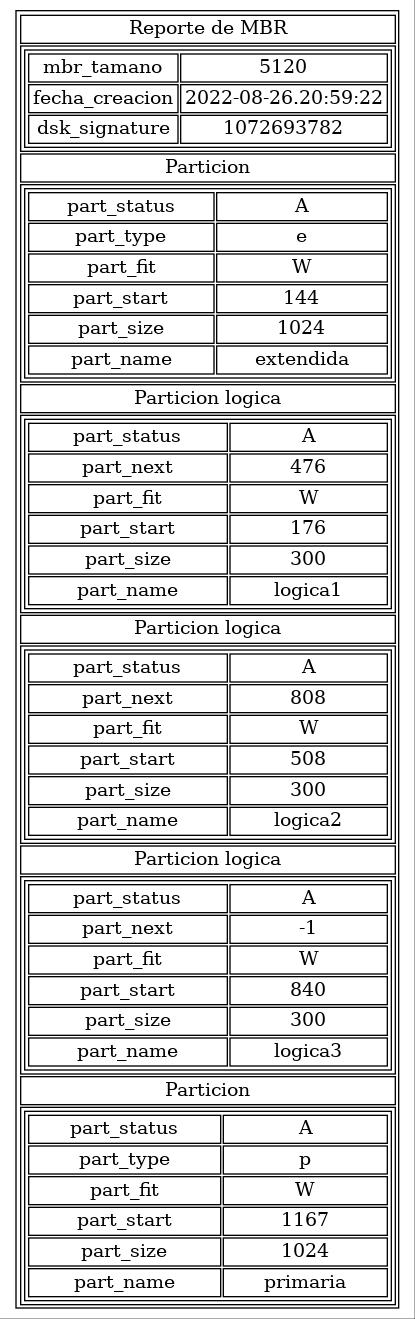 Reporte de MBR
mbr_tamano 5120
fecha_creacion 2022-08-26.20:59:22
dsk_signature 1072693782
Particion
part_status A
part_type e
part_fit W
part_start 144
part_size 1024
part_name extendida
Particion logica
part_status A
part_next 476
part_fit W
part_start 176
part_size 300
part_name logica1
Particion logica
part_status A
part_next 808
part_fit W
part_start 508
part_size 300
part_name logica2
Particion logica
part_status A
part_next -1
part_fit W
part_start 840
part_size 300
part_name logica3
Particion
part_status A
part_type p
part_fit W
part_start 1167
part_size 1024
part_name primaria